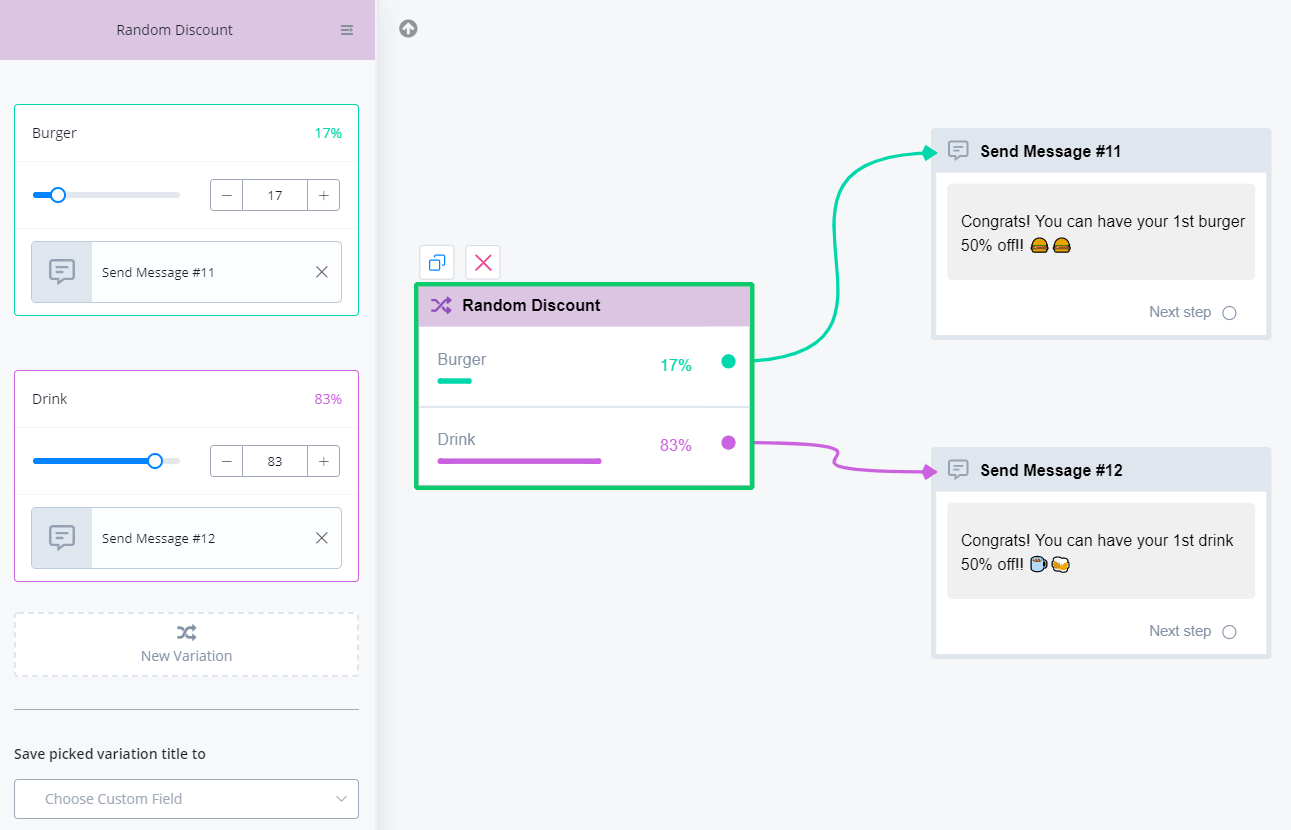 Random Discount
Burger
17%
17
Send Message #11
Drink
83%
83
Send Message #12
New Variation
Save picked variation title to
Choose Custom Field
Random Discount
Burger
17%
Drink
83%
Send Message #11
Congrats! You can have your 1st burger
50% off!! 🍔🍔
Next step
Send Message #12
Congrats! You can have your 1st drink
50% off!! ☕🍻
Next step